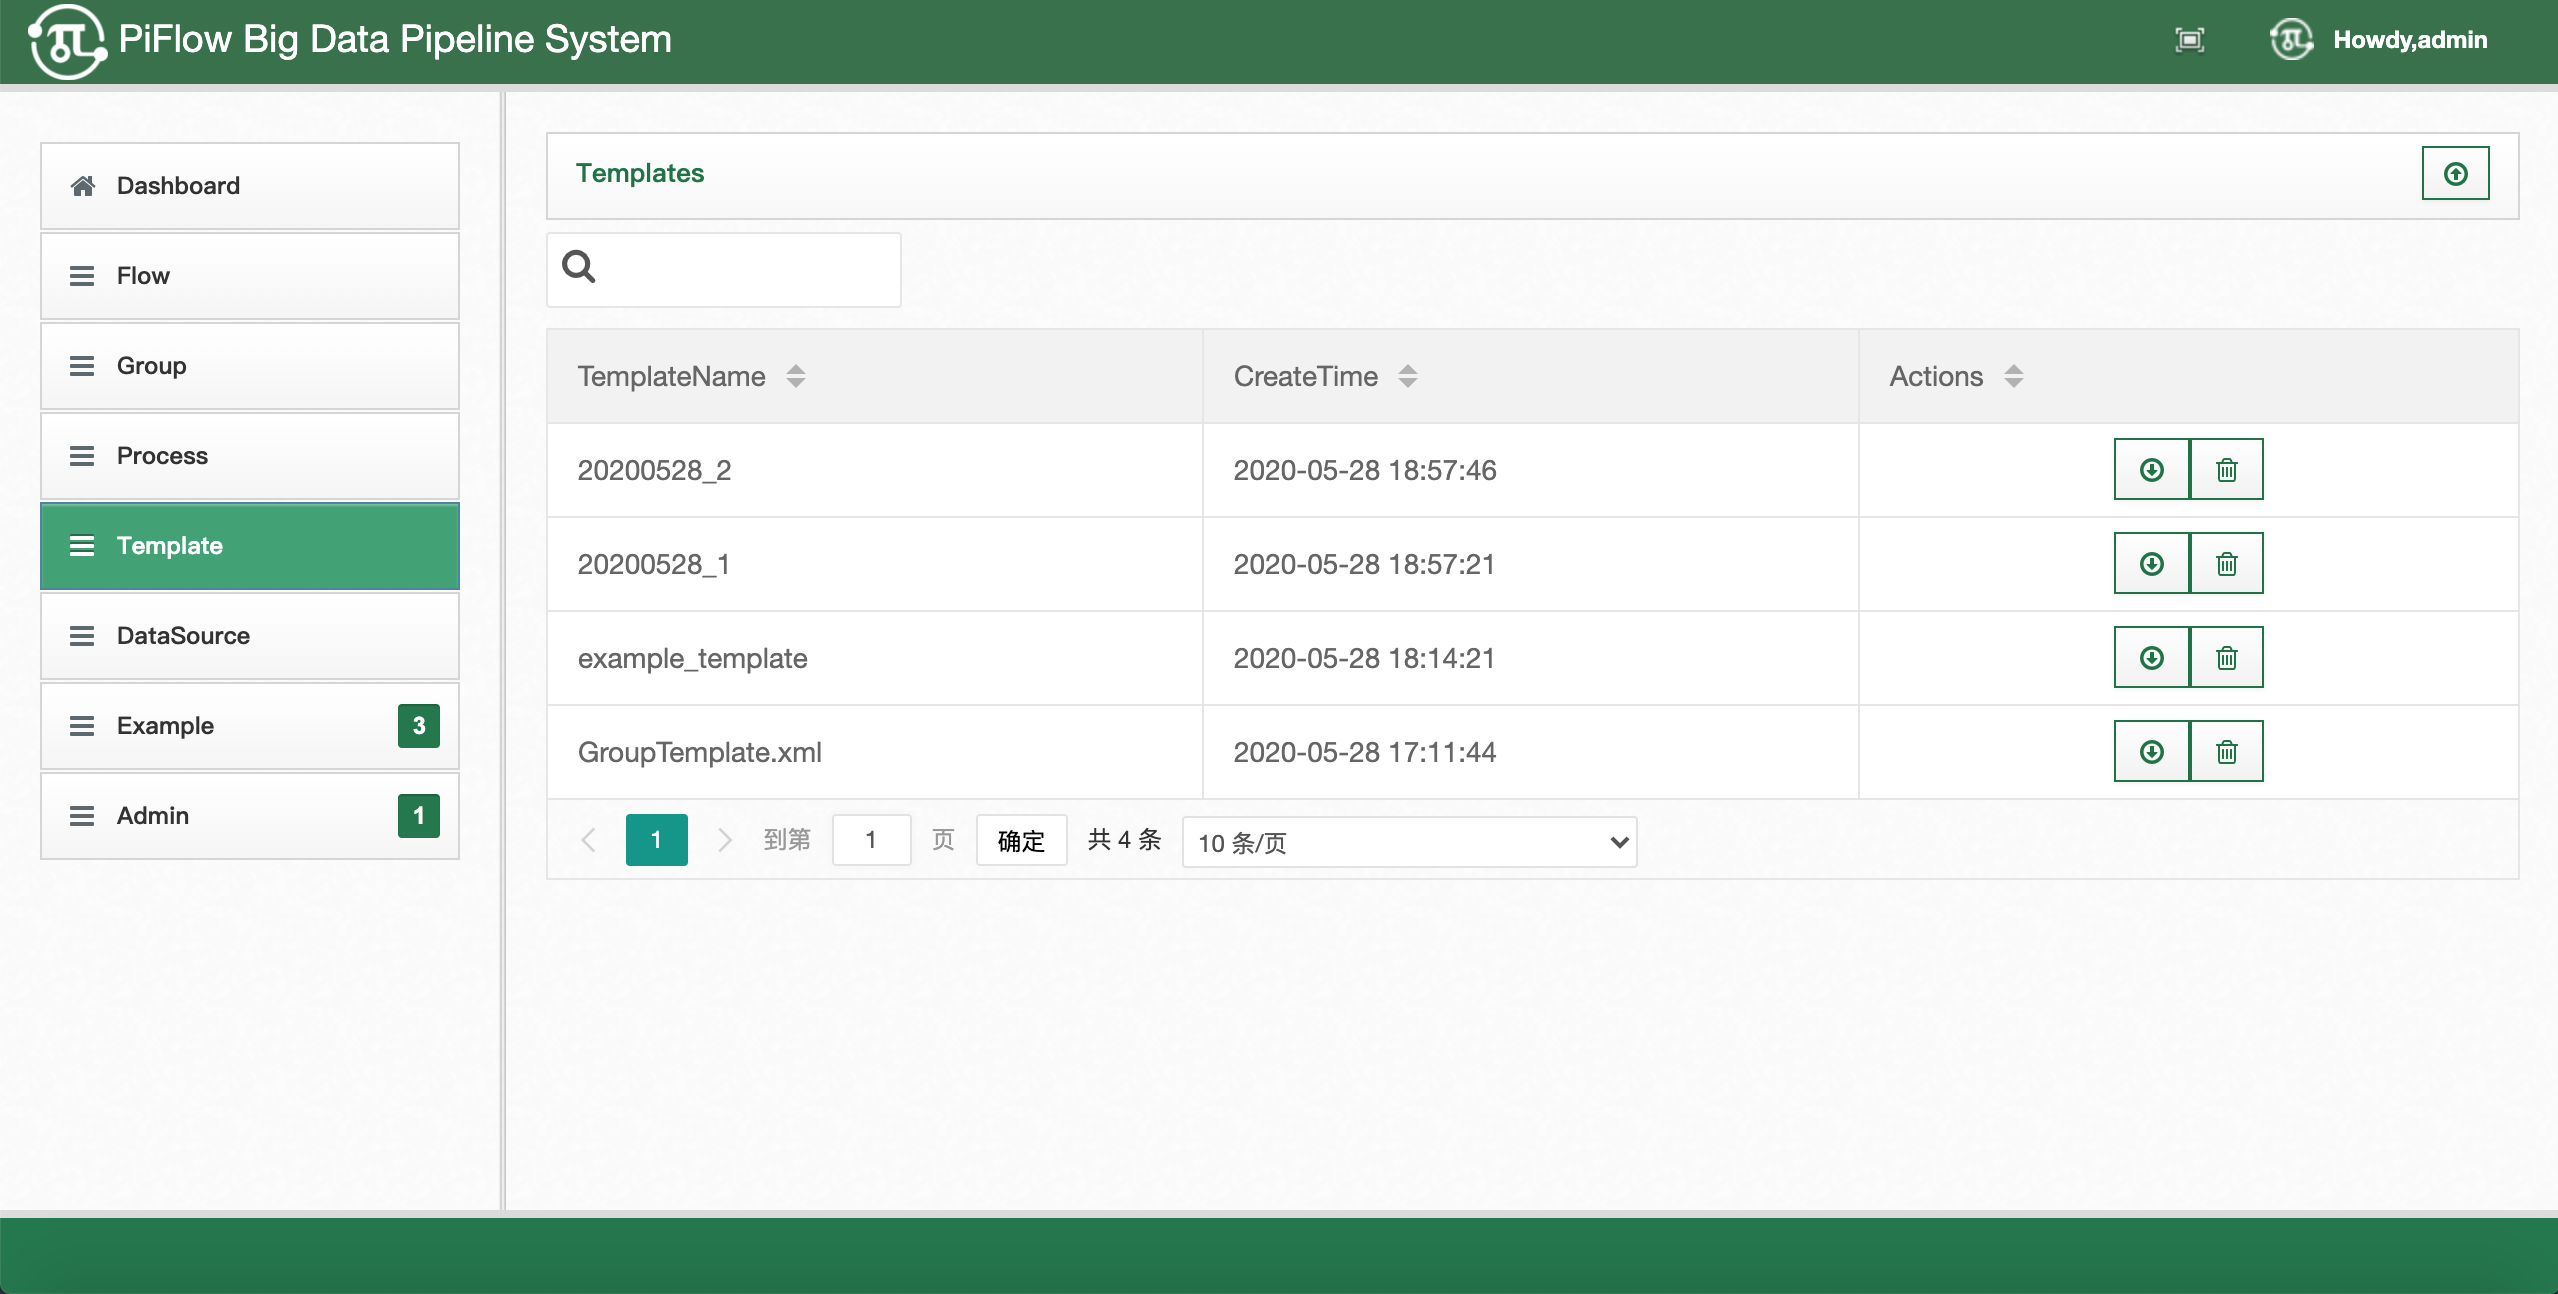 PiFlow Big Data Pipeline System
Howdy,admin
Dashboard
Flow
Group
Process
Template
DataSource
Example 3
Admin 1
Templates
TemplateName CreateTime Actions
20200528_2 2020-05-28 18:57:46
20200528_1 2020-05-28 18:57:21
example_template 2020-05-28 18:14:21
GroupTemplate.xml 2020-05-28 17:11:44
1 到第 1 页 确定 共 4 条 10 条/页